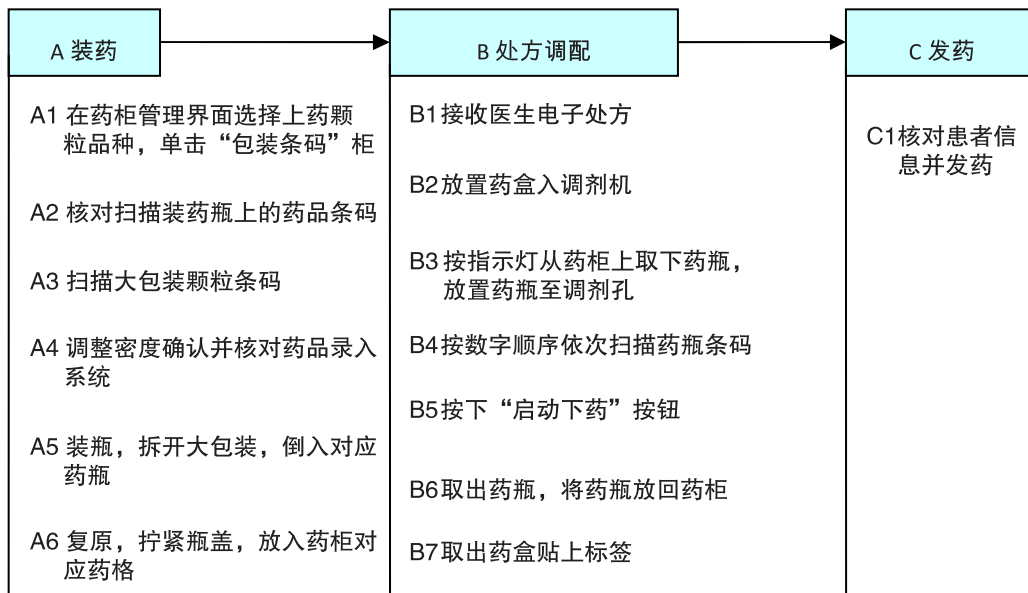 A 装药
B 处方调配
C 发药
A1 在药柜管理界面选择上药颗
粒品种，单击“包装条码”柜
A2 核对扫描装药瓶上的药品条码
A3 扫描大包装颗粒条码
A4 调整密度确认并核对药品录入
系统
A5 装瓶，拆开大包装，倒入对应
药瓶
A6 复原，拧紧瓶盖，放入药柜对
应药格
B1接收医生电子处方
B2放置药盒入调剂机
B3 按指示灯从药柜上取下药瓶，
放置药瓶至调剂孔
B4按数字顺序依次扫描药瓶条码
B5按下“启动下药”按钮
B6取出药瓶，将药瓶放回药柜
B7取出药盒贴上标签
C1核对患者信
息并发药